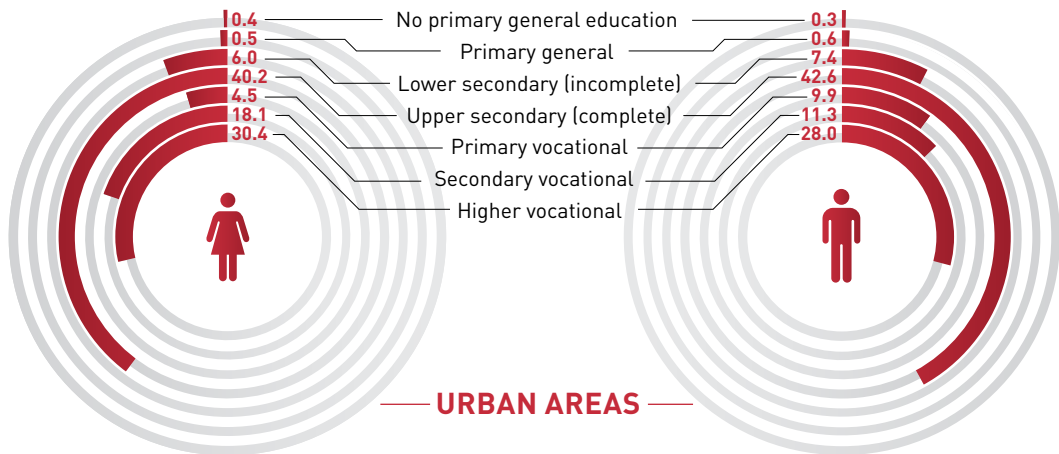 0.4 No primary general education 0.3
0.5 Primary general 0.6
6.0 Lower secondary (incomplete) 7.4
40.2 Upper secondary (complete) 42.6
4.5 Primary vocational 9.9
18.1 Secondary vocational 11.3
30.4 Higher vocational 28.0
URBAN AREAS